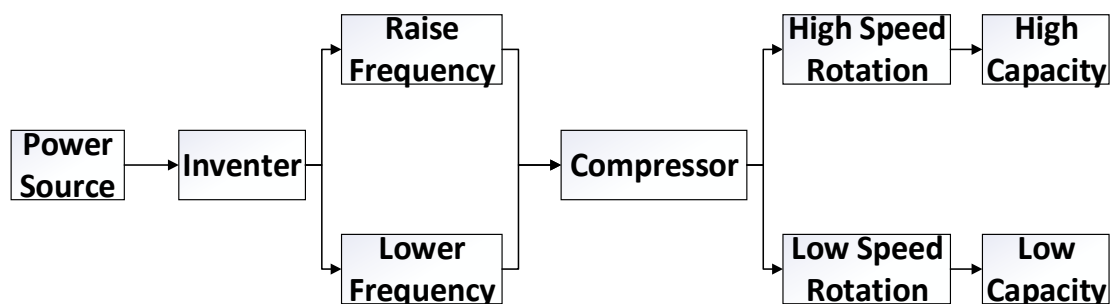 Power
Source
Inventer
Raise
Frequency
Lower
Frequency
Compressor
High Speed
Rotation
High
Capacity
Low Speed
Rotation
Low
Capacity